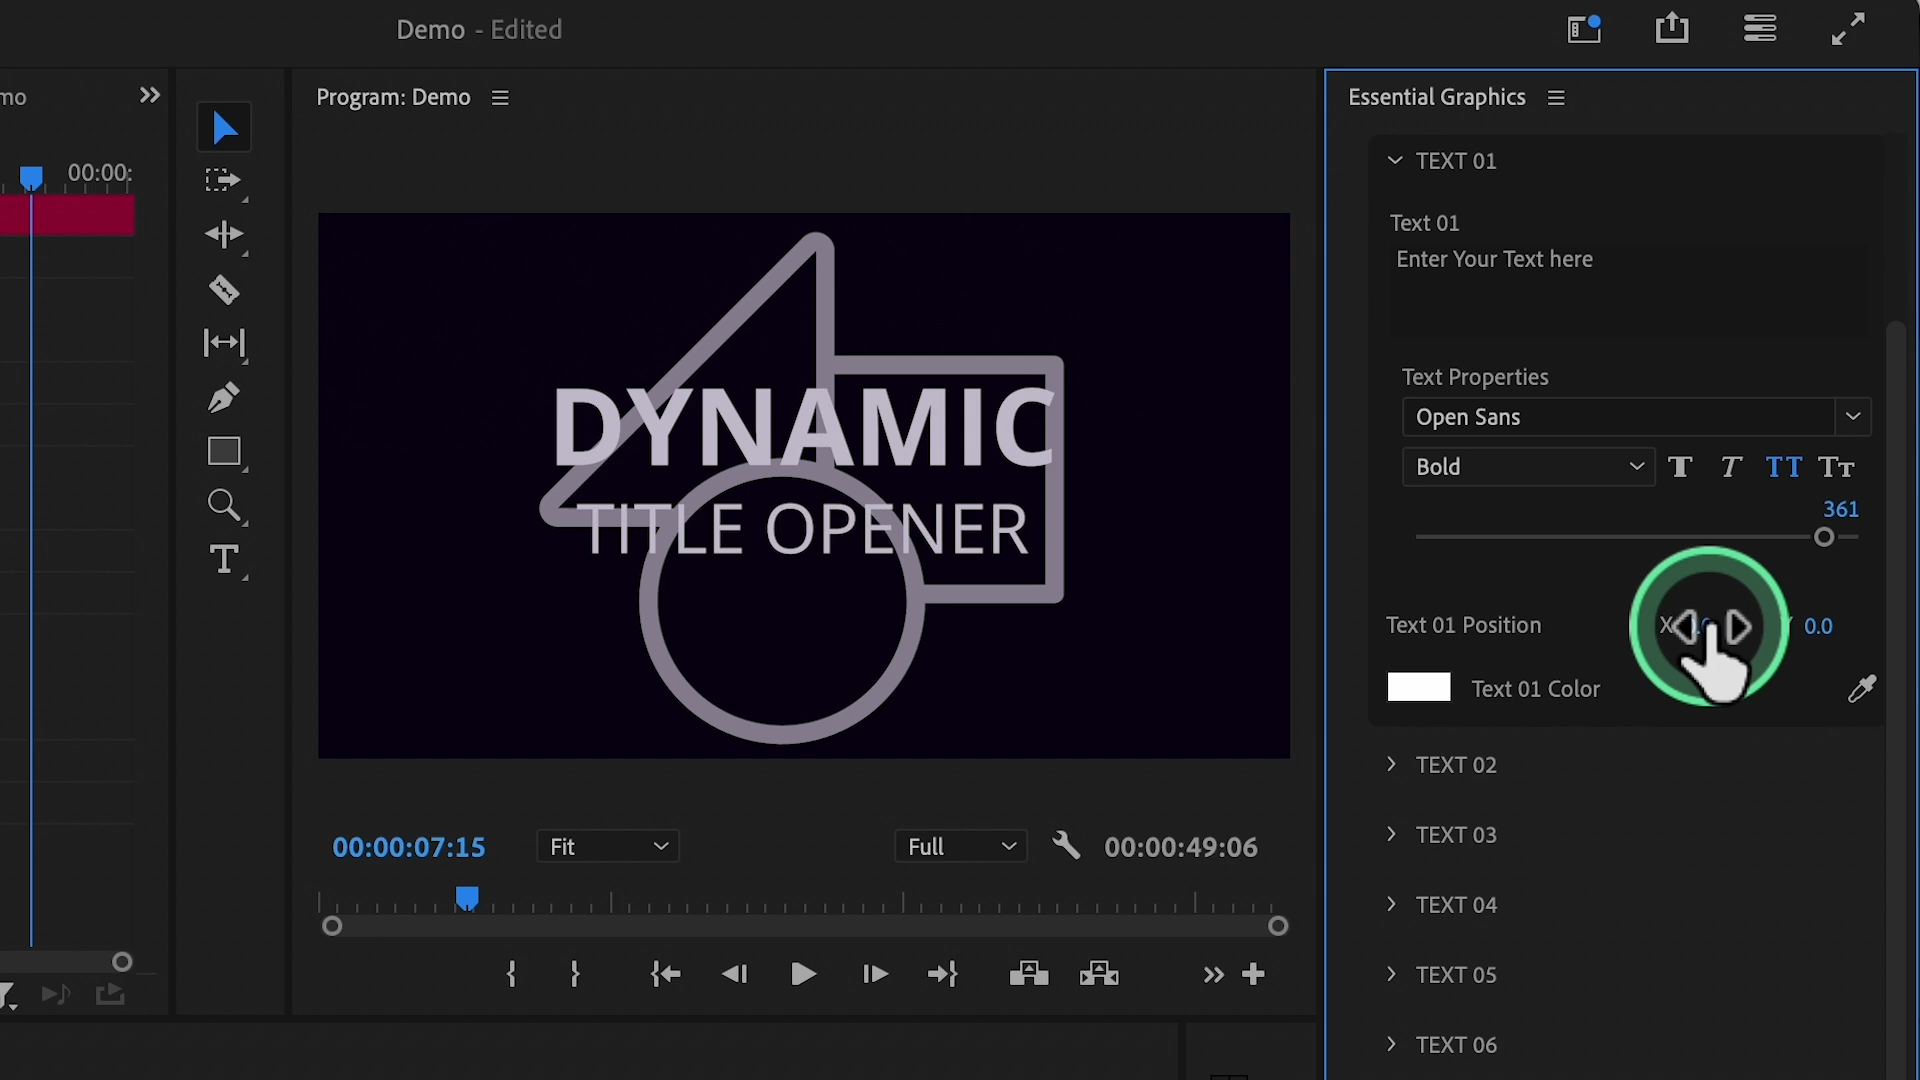 Demo - Edited
mo
Program: Demo
Essential Graphics
00:00:
TEXT 01
Text 01
Enter Your Text here
Text Properties
Open Sans
Bold
T T TT Tт
361
DYNAMIC
TITLE OPENER
Text 01 Position X 0.0
Text 01 Color
TEXT 02
TEXT 03
TEXT 04
TEXT 05
TEXT 06
00:00:07:15 Fit Full 00:00:49:06